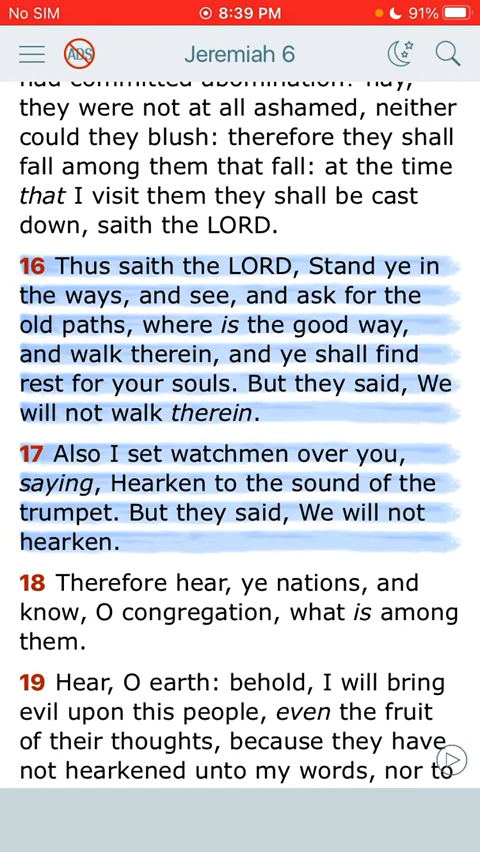 No SIM 8:39 PM 91%
ADS Jeremiah 6
had committed abomination? nay,
they were not at all ashamed, neither
could they blush: therefore they shall
fall among them that fall: at the time
that I visit them they shall be cast
down, saith the LORD.
16 Thus saith the LORD, Stand ye in
the ways, and see, and ask for the
old paths, where is the good way,
and walk therein, and ye shall find
rest for your souls. But they said, We
will not walk therein.
17 Also I set watchmen over you,
saying, Hearken to the sound of the
trumpet. But they said, We will not
hearken.
18 Therefore hear, ye nations, and
know, O congregation, what is among
them.
19 Hear, O earth: behold, I will bring
evil upon this people, even the fruit
of their thoughts, because they have
not hearkened unto my words, nor to